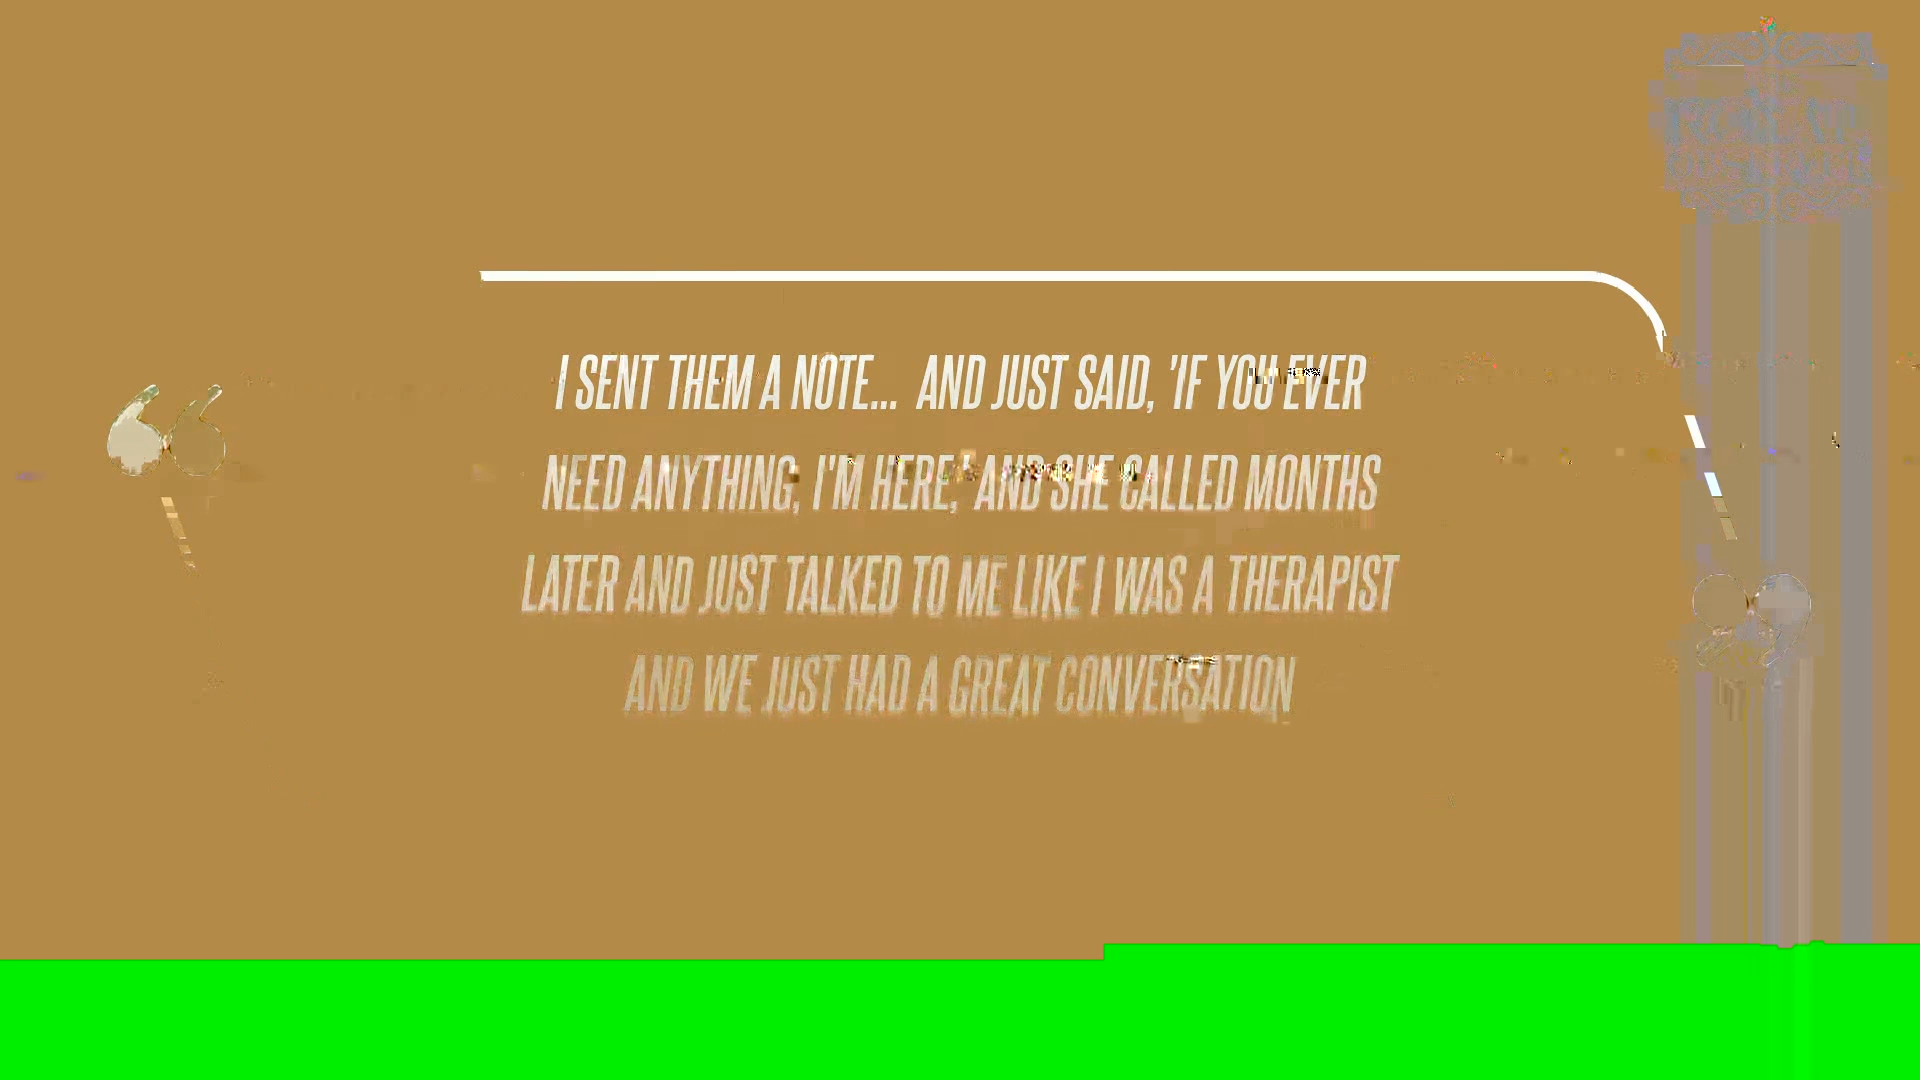 I SENT THEM A NOTE... AND JUST SAID, 'IF YOU EVER
NEED ANYTHING, I'M HERE,' AND SHE CALLED MONTHS
LATER AND JUST TALKED TO ME LIKE I WAS A THERAPIST
AND WE JUST HAD A GREAT CONVERSATION